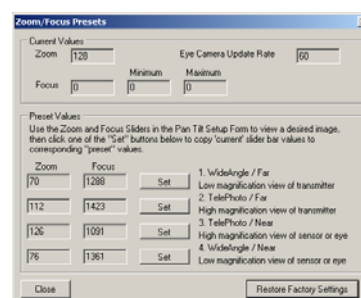 Zoom/Focus Presets
Current Values
Zoom 128 Eye Camera Update Rate 60
Minimum Maximum
Focus 0 0 0
Preset Values
Use the Zoom and Focus Sliders in the Pan Tilt Setup Form to view a desired image,
then click one of the "Set" buttons below to copy 'current' slider bar values to
corresponding "preset" values.
Zoom Focus
70 1288 Set 1. WideAngle / Far
Low magnification view of transmitter
112 1423 Set 2. TelePhoto / Far
High magnification view of transmitter
126 1091 Set 3. TelePhoto / Near
High magnification view of sensor or eye
76 1361 Set 4. WideAngle / Near
Low magnification view of sensor or eye
Close Restore Factory Settings